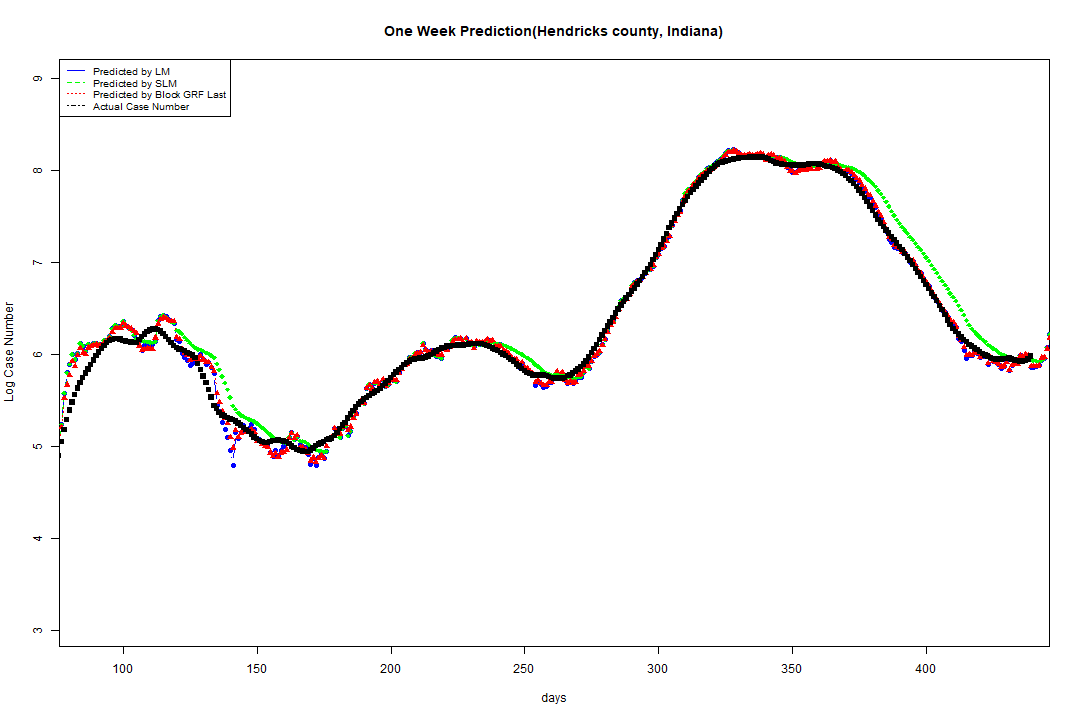 One Week Prediction(Hendricks county, Indiana)
Predicted by LM
Predicted by SLM
Predicted by Block GRF Last
Actual Case Number
9
8
7
6
5
4
3
Log Case Number
100 150 200 250 300 350 400
days